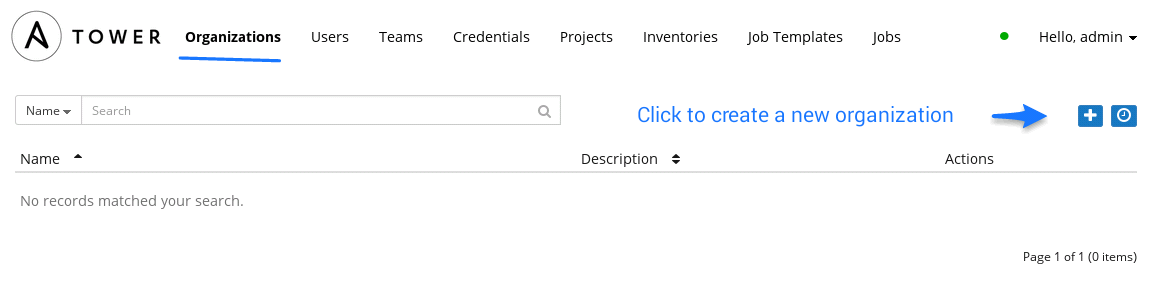 TOWER Organizations Users Teams Credentials Projects Inventories Job Templates Jobs Hello, admin
Name Search Click to create a new organization
Name Description Actions
No records matched your search.
Page 1 of 1 (0 items)